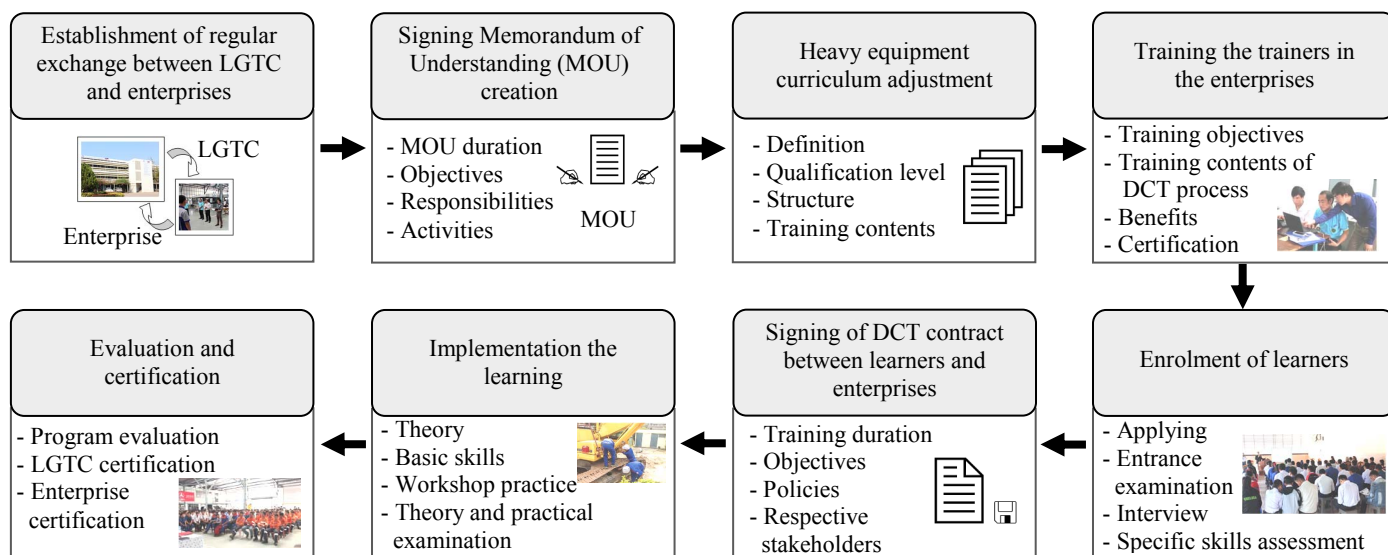 Establishment of regular
exchange between LGTC
and enterprises
LGTC
Enterprise
Signing Memorandum of
Understanding (MOU)
creation
- MOU duration
- Objectives
- Responsibilities
- Activities
MOU
Heavy equipment
curriculum adjustment
- Definition
- Qualification level
- Structure
- Training contents
Training the trainers in
the enterprises
- Training objectives
- Training contents of
DCT process
- Benefits
- Certification
Enrolment of learners
- Applying
- Entrance
examination
- Interview
- Specific skills assessment
Signing of DCT contract
between learners and
enterprises
- Training duration
- Objectives
- Policies
- Respective
stakeholders
Implementation the
learning
- Theory
- Basic skills
- Workshop practice
- Theory and practical
examination
Evaluation and
certification
- Program evaluation
- LGTC certification
- Enterprise
certification